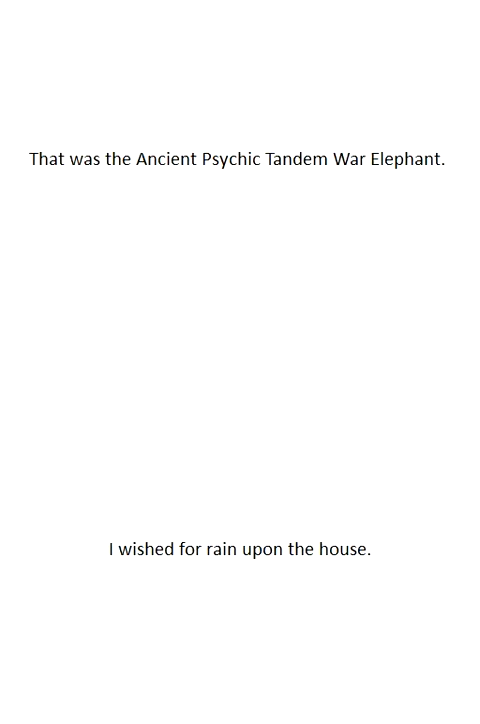 That was the Ancient Psychic Tandem War Elephant.
I wished for rain upon the house.